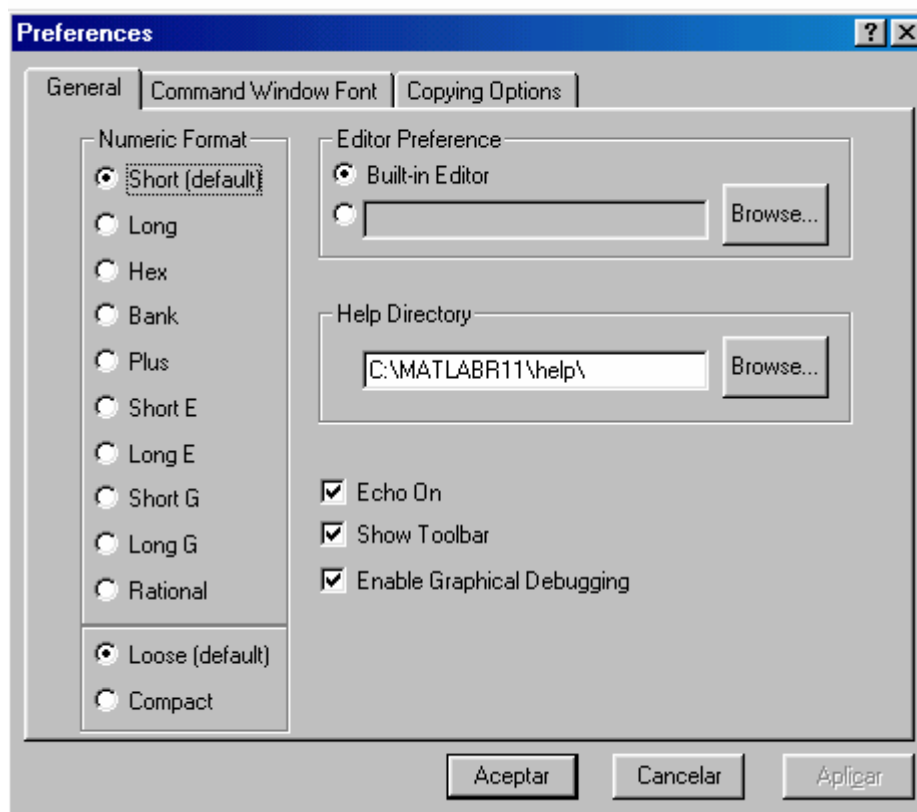 Preferences
General
Command Window Font
Copying Options
Numeric Format
Short (default)
Long
Hex
Bank
Plus
Short E
Long E
Short G
Long G
Rational
Loose (default)
Compact
Editor Preference
Built-in Editor
Browse...
Help Directory
C:\MATLABR11\help\
Browse...
Echo On
Show Toolbar
Enable Graphical Debugging
Aceptar
Cancelar
Aplicar